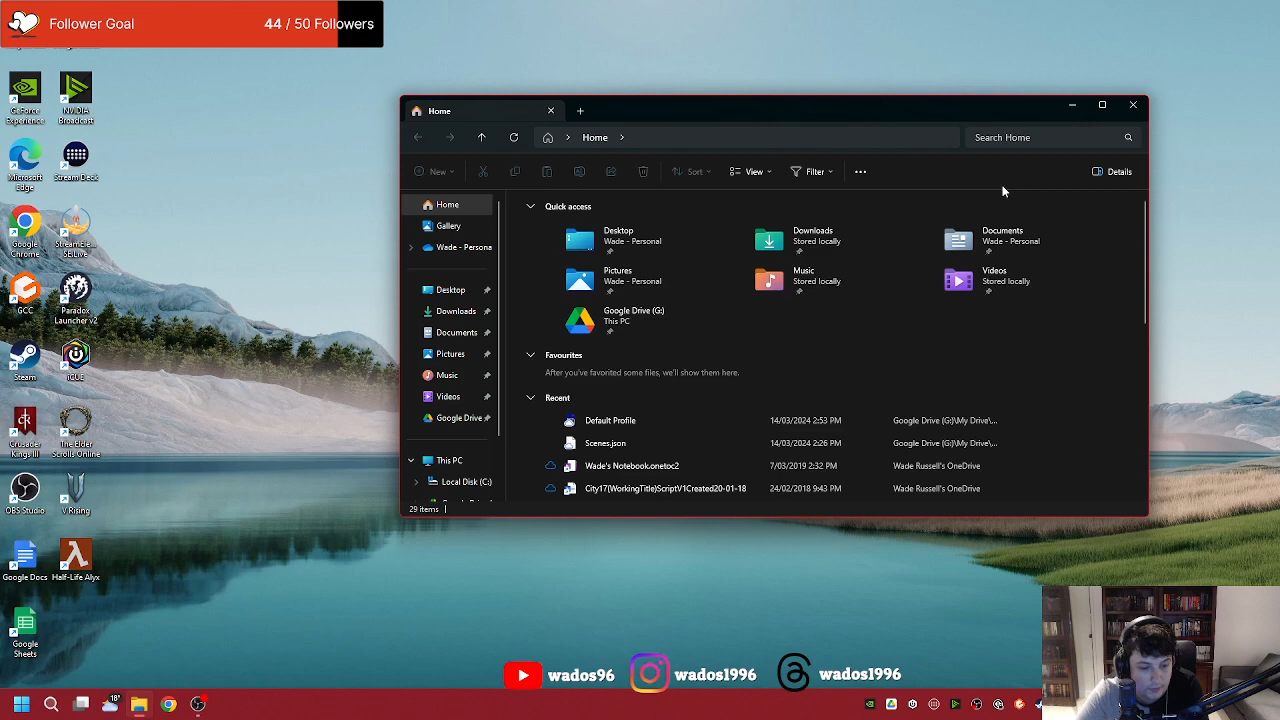 Follower Goal
44 / 50 Followers
GeForce
Experience
NVIDIA
Broadcast
Microsoft
Edge
Stream Deck
Google
Chrome
StreamEle...
SE.Live
GCC
Paradox
Launcher v2
Steam
iCUE
Crusader
Kings III
The Elder
Scrolls Online
OBS Studio
V Rising
Google Docs
Half-Life Alyx
Google
Sheets
Home
Home
Search Home
New
Sort
View
Filter
Details
Home
Gallery
Wade - Persona
Desktop
Downloads
Documents
Pictures
Music
Videos
Google Drive
This PC
Local Disk (C:)
Quick access
Desktop
Wade - Personal
Downloads
Stored locally
Documents
Wade - Personal
Pictures
Wade - Personal
Music
Stored locally
Videos
Stored locally
Google Drive (G:)
This PC
Favourites
After you've favorited some files, we'll show them here.
Recent
Default Profile 14/03/2024 2:53 PM Google Drive (G:)\My Drive\...
Scenes.json 14/03/2024 2:26 PM Google Drive (G:)\My Drive\...
Wade's Notebook.onetoc2 7/03/2019 2:32 PM Wade Russell's OneDrive
City17(WorkingTitle)ScriptV1Created20-01-18 24/02/2018 9:43 PM Wade Russell's OneDrive
29 items
wados96
wados1996
wados1996
18°